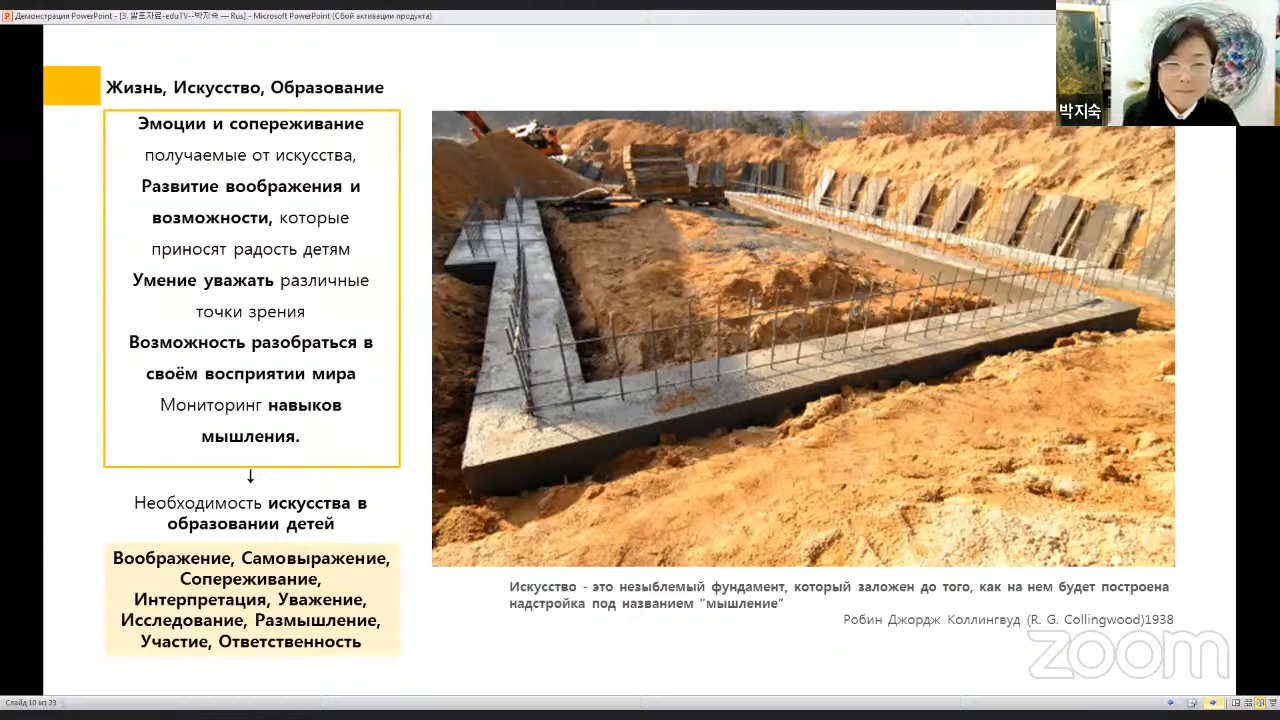 Демонстрация PowerPoint - [3. 발표자료-eduTV--박지숙 — Rus] - Microsoft PowerPoint (Сбой активации продукта)
박지숙
Жизнь, Искусство, Образование
Эмоции и сопереживание
получаемые от искусства,
Развитие воображения и
возможности, которые
приносят радость детям
Умение уважать различные
точки зрения
Возможность разобраться в
своём восприятии мира
Мониторинг навыков
мышления.
↓
Необходимость искусства в
образовании детей
Воображение, Самовыражение,
Сопереживание,
Интерпретация, Уважение,
Исследование, Размышление,
Участие, Ответственность
Искусство - это незыблемый фундамент, который заложен до того, как на нем будет построена
надстройка под названием "мышление"
Робин Джордж Коллингвуд (R. G. Collingwood)1938
zoom
Слайд 10 из 23